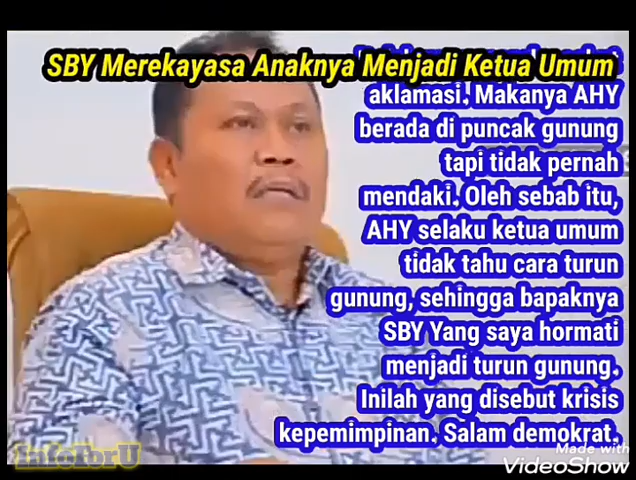 SBY Merekayasa Anaknya Menjadi Ketua Umum
aklamasi. Makanya AHY
berada di puncak gunung
tapi tidak pernah
mendaki. Oleh sebab itu,
AHY selaku ketua umum
tidak tahu cara turun
gunung, sehingga bapaknya
SBY Yang saya hormati
menjadi turun gunung.
Inilah yang disebut krisis
kepemimpinan. Salam demokrat.
InfoForU
Made with
VideoShow